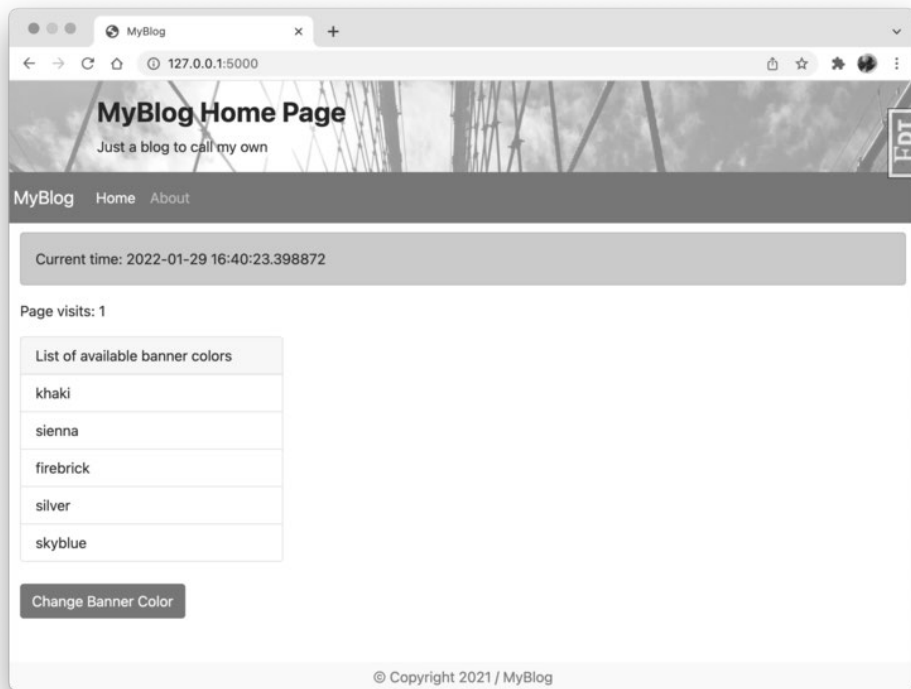 MyBlog
127.0.0.1:5000
MyBlog Home Page
Just a blog to call my own
EDT
MyBlog Home About
Current time: 2022-01-29 16:40:23.398872
Page visits: 1
List of available banner colors
khaki
sienna
firebrick
silver
skyblue
Change Banner Color
© Copyright 2021 / MyBlog